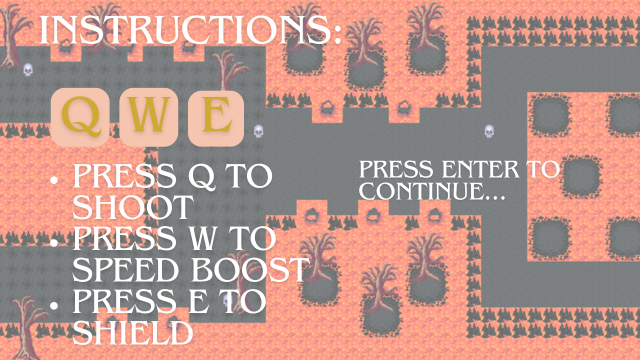 INSTRUCTIONS:
Q W E
• PRESS Q TO
SHOOT
• PRESS W TO
SPEED BOOST
• PRESS E TO
SHIELD
PRESS ENTER TO
CONTINUE...